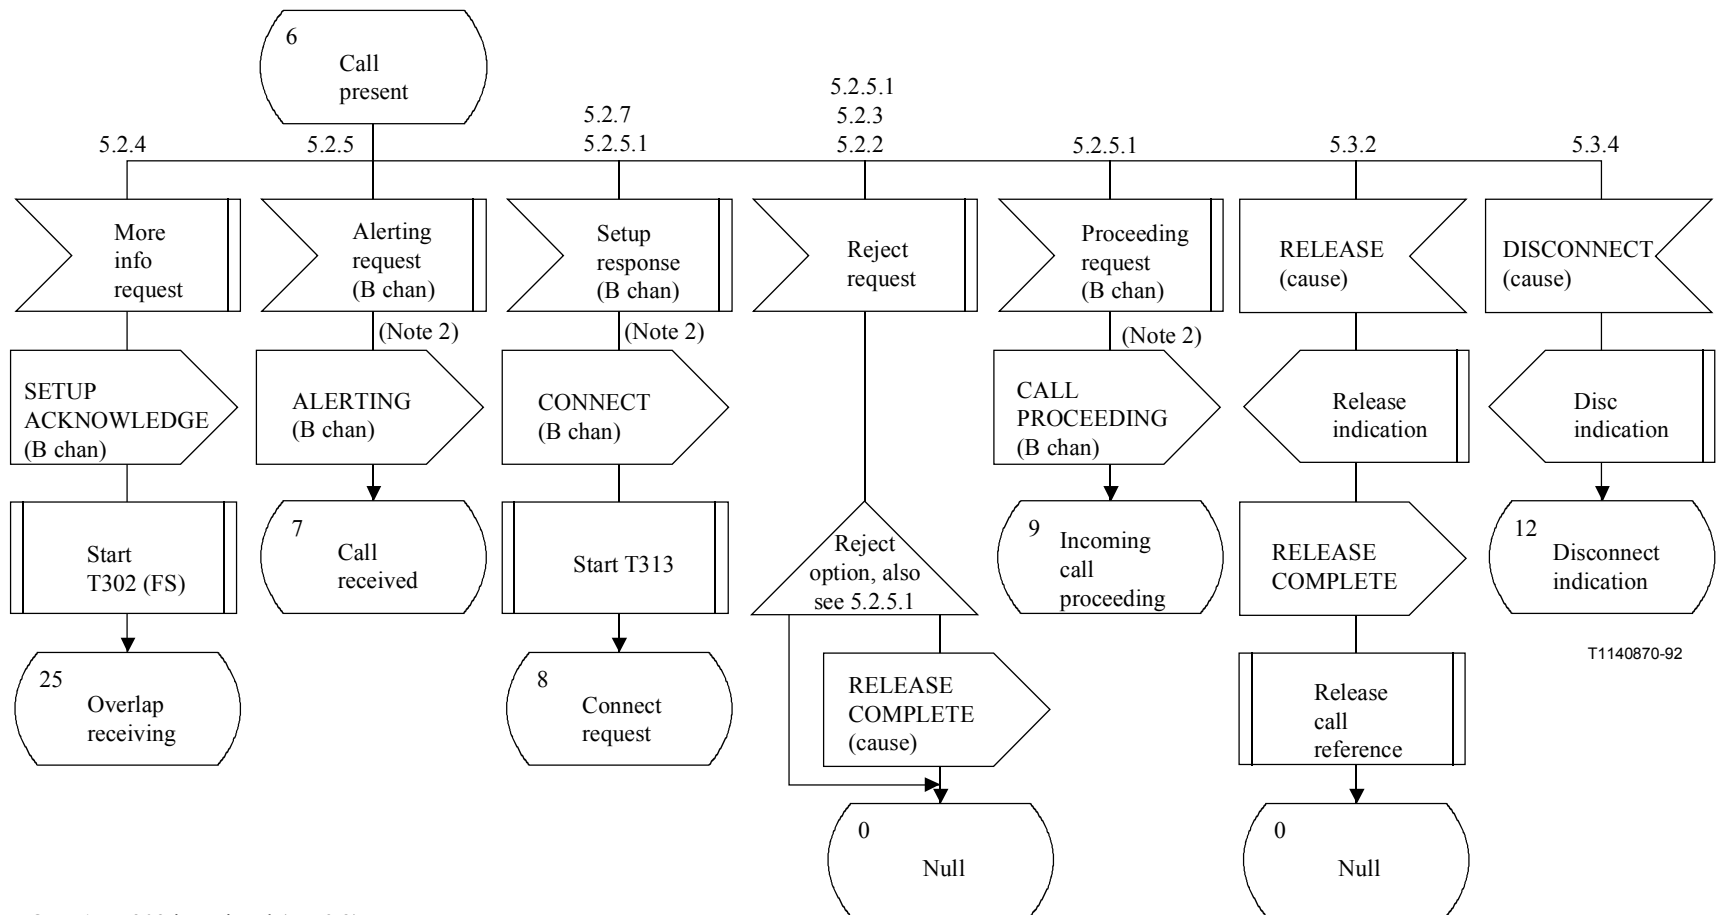 6
Call
present
5.2.4
5.2.5
5.2.7
5.2.5.1
5.2.5.1
5.2.3
5.2.2
5.2.5.1
5.3.2
5.3.4
More
info
request
Alerting
request
(B chan)
Setup
response
(B chan)
Reject
request
Proceeding
request
(B chan)
RELEASE
(cause)
DISCONNECT
(cause)
(Note 2)
(Note 2)
(Note 2)
SETUP
ACKNOWLEDGE
(B chan)
ALERTING
(B chan)
CONNECT
(B chan)
CALL
PROCEEDING
(B chan)
Release
indication
Disc
indication
Start
T302 (FS)
7
Call
received
Start T313
Reject
option, also
see 5.2.5.1
9
Incoming
call
proceeding
RELEASE
COMPLETE
12
Disconnect
indication
T1140870-92
25
Overlap
receiving
8
Connect
request
RELEASE
COMPLETE
(cause)
Release
call
reference
0
Null
0
Null